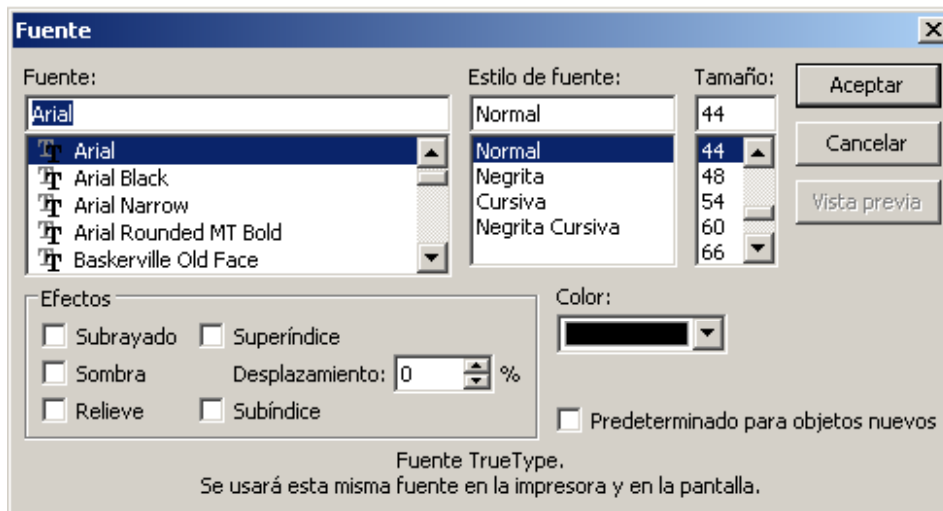 Fuente
Fuente:
Estilo de fuente:
Tamaño:
Arial
Normal
44
Aceptar
Arial
Arial Black
Arial Narrow
Arial Rounded MT Bold
Baskerville Old Face
Normal
Negrita
Cursiva
Negrita Cursiva
44
48
54
60
66
Cancelar
Vista previa
Efectos
Subrayado
Superíndice
Sombra
Desplazamiento: 0 %
Relieve
Subíndice
Color:
Predeterminado para objetos nuevos
Fuente TrueType.
Se usará esta misma fuente en la impresora y en la pantalla.